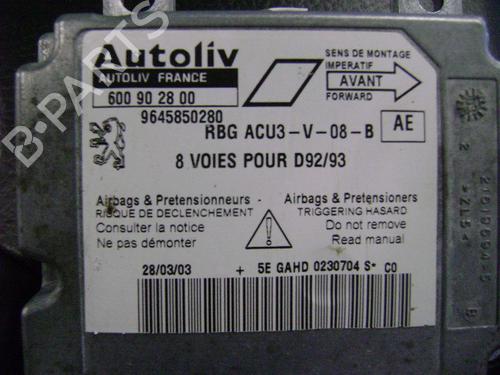 Autoliv
AUTOLIV FRANCE
600 90 28 00
9645850280
SENS DE MONTAGE
IMPERATIF
AVANT
FORWARD
RBG ACU3-V-08-B
AE
8 VOIES POUR D92/93
Airbags & Pretensionneurs
RISQUE DE DECLENCHEMENT
Consulter la notice
Ne pas démonter
Airbags & Pretensioners
TRIGGERING HASARD
Do not remove
Read manual
28/03/03 + 5E GAHD 0230704 S* C0
B-PARTS